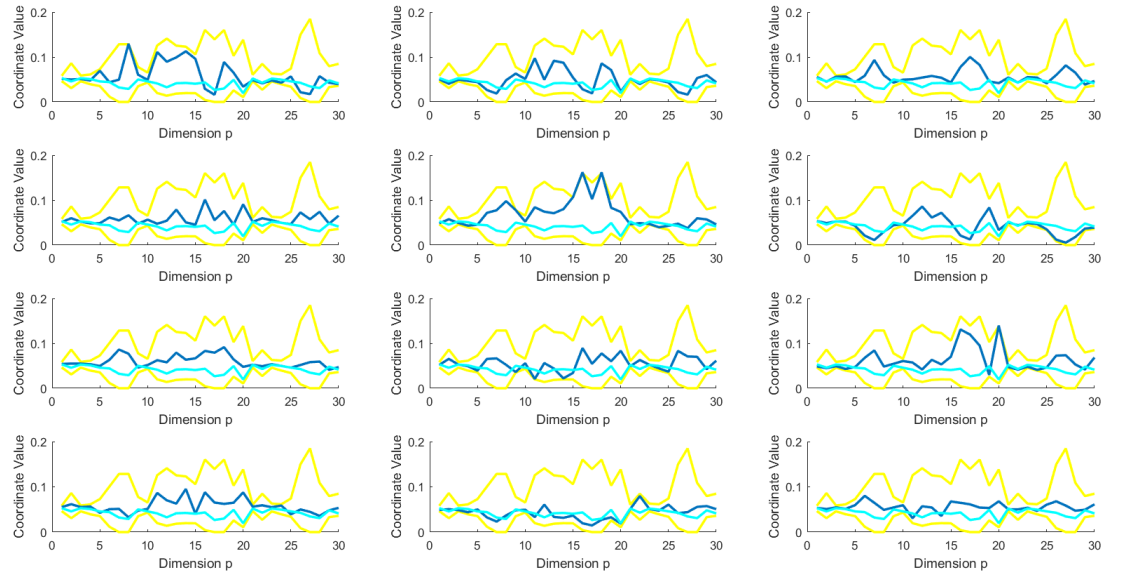 0.2 0.2 0.2
Coordinate Value Coordinate Value Coordinate Value
0.1 0.1 0.1
0 0 0
0 5 10 15 20 25 30 0 5 10 15 20 25 30 0 5 10 15 20 25 30
Dimension p Dimension p Dimension p
0.2 0.2 0.2
Coordinate Value Coordinate Value Coordinate Value
0.1 0.1 0.1
0 0 0
0 5 10 15 20 25 30 0 5 10 15 20 25 30 0 5 10 15 20 25 30
Dimension p Dimension p Dimension p
0.2 0.2 0.2
Coordinate Value Coordinate Value Coordinate Value
0.1 0.1 0.1
0 0 0
0 5 10 15 20 25 30 0 5 10 15 20 25 30 0 5 10 15 20 25 30
Dimension p Dimension p Dimension p
0.2 0.2 0.2
Coordinate Value Coordinate Value Coordinate Value
0.1 0.1 0.1
0 0 0
0 5 10 15 20 25 30 0 5 10 15 20 25 30 0 5 10 15 20 25 30
Dimension p Dimension p Dimension p